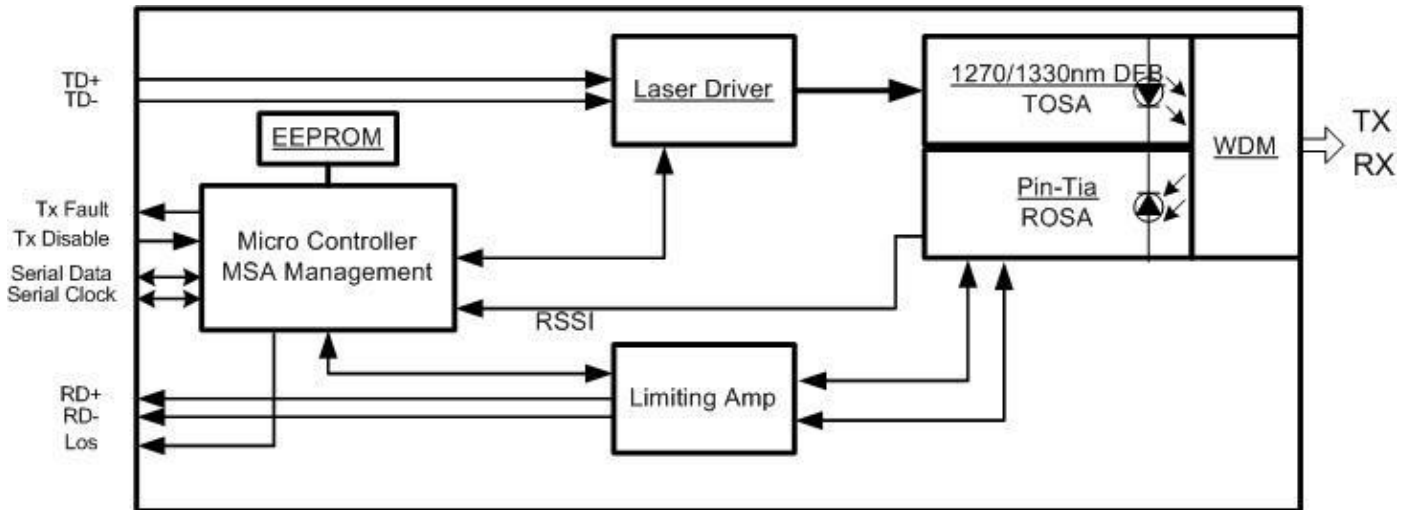 TD+
TD-
Laser Driver
1270/1330nm DFB
TOSA
WDM
TX
RX
EEPROM
Pin-Tia
ROSA
Tx Fault
Tx Disable
Serial Data
Serial Clock
Micro Controller
MSA Management
RSSI
RD+
RD-
Los
Limiting Amp